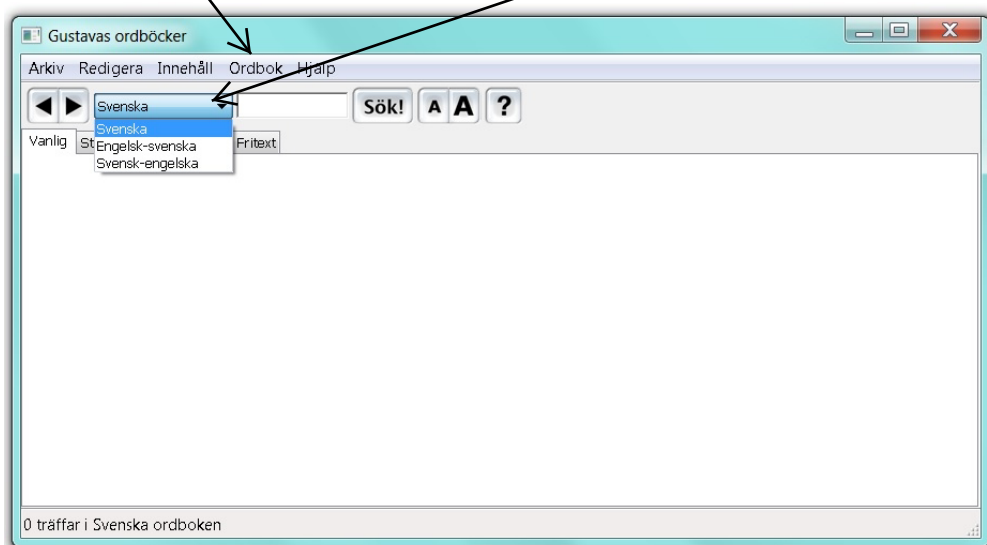 Gustavas ordböcker
Arkiv Redigera Innehåll Ordbok Hjälp
Svenska Sök! A A ?
Svenska
Vanlig Fritext
Engelsk-svenska
Svensk-engelska
0 träffar i Svenska ordboken